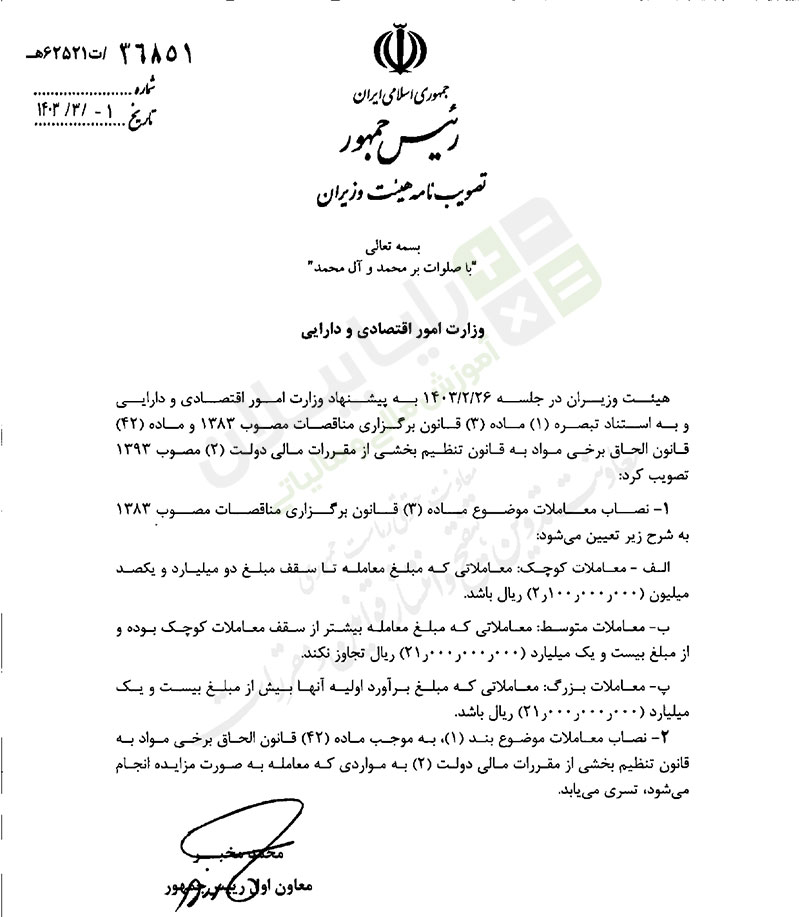 ۳۶۸۵۱ /ت۶۲۵۲۱هـ
شماره
تاریخ ۱۴۰۳/۳/۰۱
جمهوری اسلامی ایران
رئیس جمهور
تصویب نامه هیئت وزیران
بسمه تعالی
"با صلوات بر محمد و آل محمد"
وزارت امور اقتصادی و دارایی
هیئت وزیران در جلسه ۱۴۰۳/۲/۲۶ به پیشنهاد وزارت امور اقتصادی و دارایی
و به استناد تبصره (۱) ماده (۳) قانون برگزاری مناقصات مصوب ۱۳۸۳ و ماده (۴۲)
قانون الحاق برخی مواد به قانون تنظیم بخشی از مقررات مالی دولت (۲) مصوب ۱۳۹۳
تصویب کرد:
۱- نصاب معاملات موضوع ماده (۳) قانون برگزاری مناقصات مصوب ۱۳۸۳
به شرح زیر تعیین می‌شود:
الف - معاملات کوچک: معاملاتی که مبلغ معامله تا سقف مبلغ دو میلیارد و یکصد
میلیون (۲٫۱۰۰٫۰۰۰٫۰۰۰) ریال باشد.
ب- معاملات متوسط: معاملاتی که مبلغ معامله بیشتر از سقف معاملات کوچک بوده و
از مبلغ بیست و یک میلیارد (۲۱٫۰۰۰٫۰۰۰٫۰۰۰) ریال تجاوز نکند.
پ- معاملات بزرگ: معاملاتی که مبلغ برآورد اولیه آنها بیش از مبلغ بیست و یک
میلیارد (۲۱٫۰۰۰٫۰۰۰٫۰۰۰) ریال باشد.
۲- نصاب معاملات موضوع بند (۱)، به موجب ماده (۴۲) قانون الحاق برخی مواد به
قانون تنظیم بخشی از مقررات مالی دولت (۲) به مواردی که معامله به صورت مزایده انجام
می‌شود، تسری می‌یابد.
محمد مخبر
معاون اول رییس جمهور